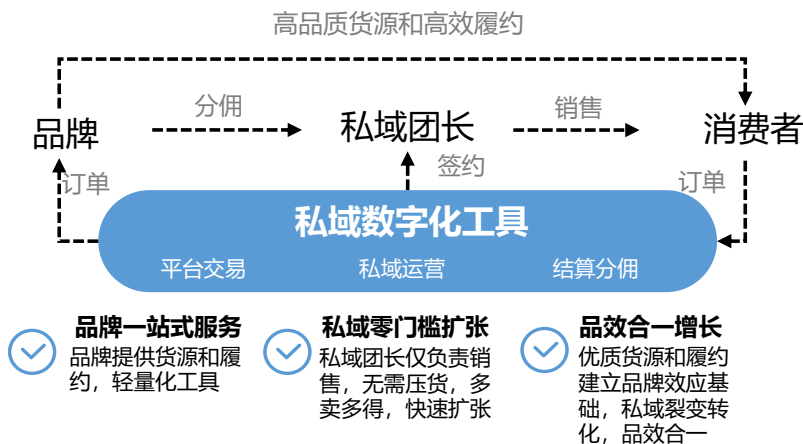 高品质货源和高效履约
分佣
销售
品牌
私域团长
消费者
签约
订单
订单
私域数字化工具
平台交易
私域运营
结算分佣
品牌一站式服务
品牌提供货源和履
约，轻量化工具
私域零门槛扩张
私域团长仅负责销
售，无需压货，多
卖多得，快速扩张
品效合一增长
优质货源和履约
建立品牌效应基
础，私域裂变转
化，品效合一